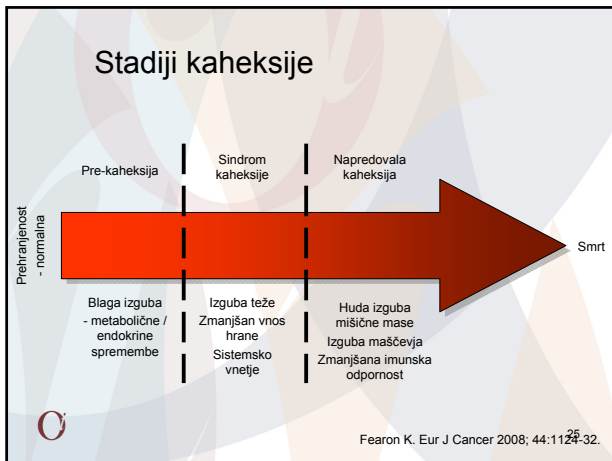 Stadiji kaheksije
Pre-kaheksija
Sindrom
kaheksije
Napredovala
kaheksija
Prehranjenost
- normalna
Smrt
Blaga izguba
- metabolične /
endokrine
spremembe
Izguba teže
Zmanjšan vnos
hrane
Sistemsko
vnetje
Huda izguba
mišične mase
Izguba maščevja
Zmanjšana imunska
odpornost
Fearon K. Eur J Cancer 2008; 44:1124-32.
25